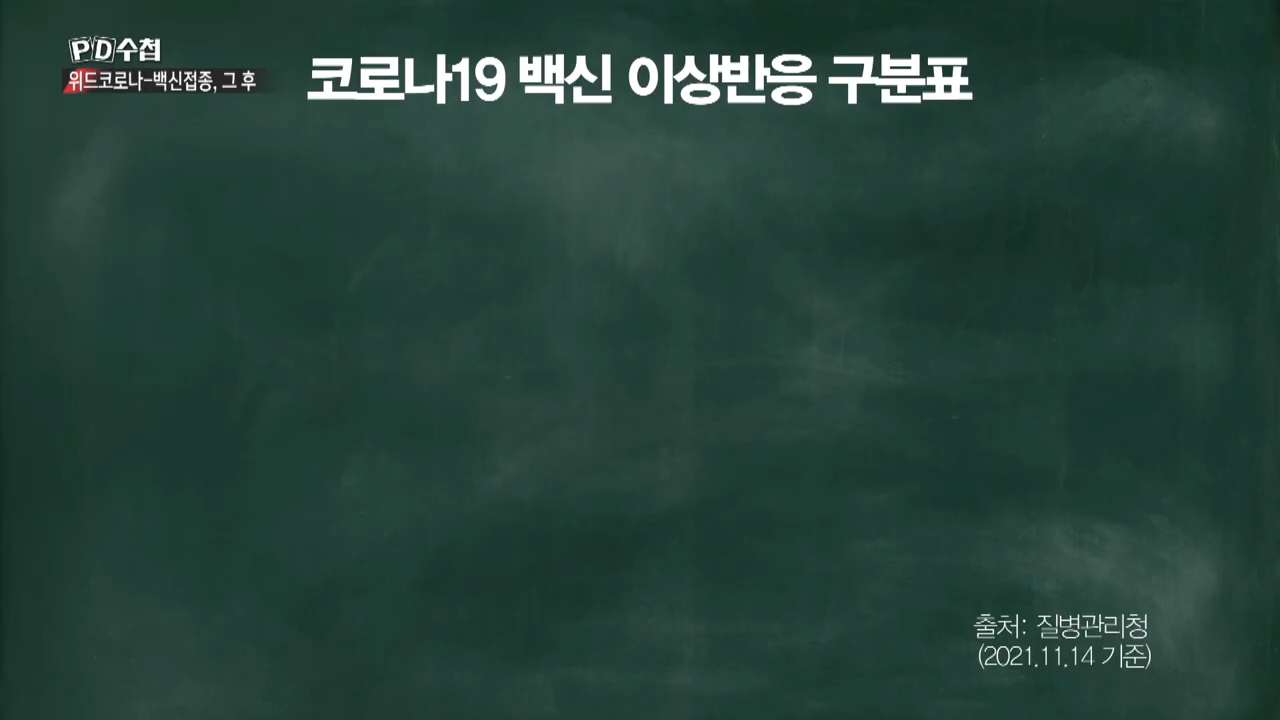 PD수첩
위드코로나-백신접종, 그 후
코로나19 백신 이상반응 구분표
출처: 질병관리청
(2021.11.14 기준)